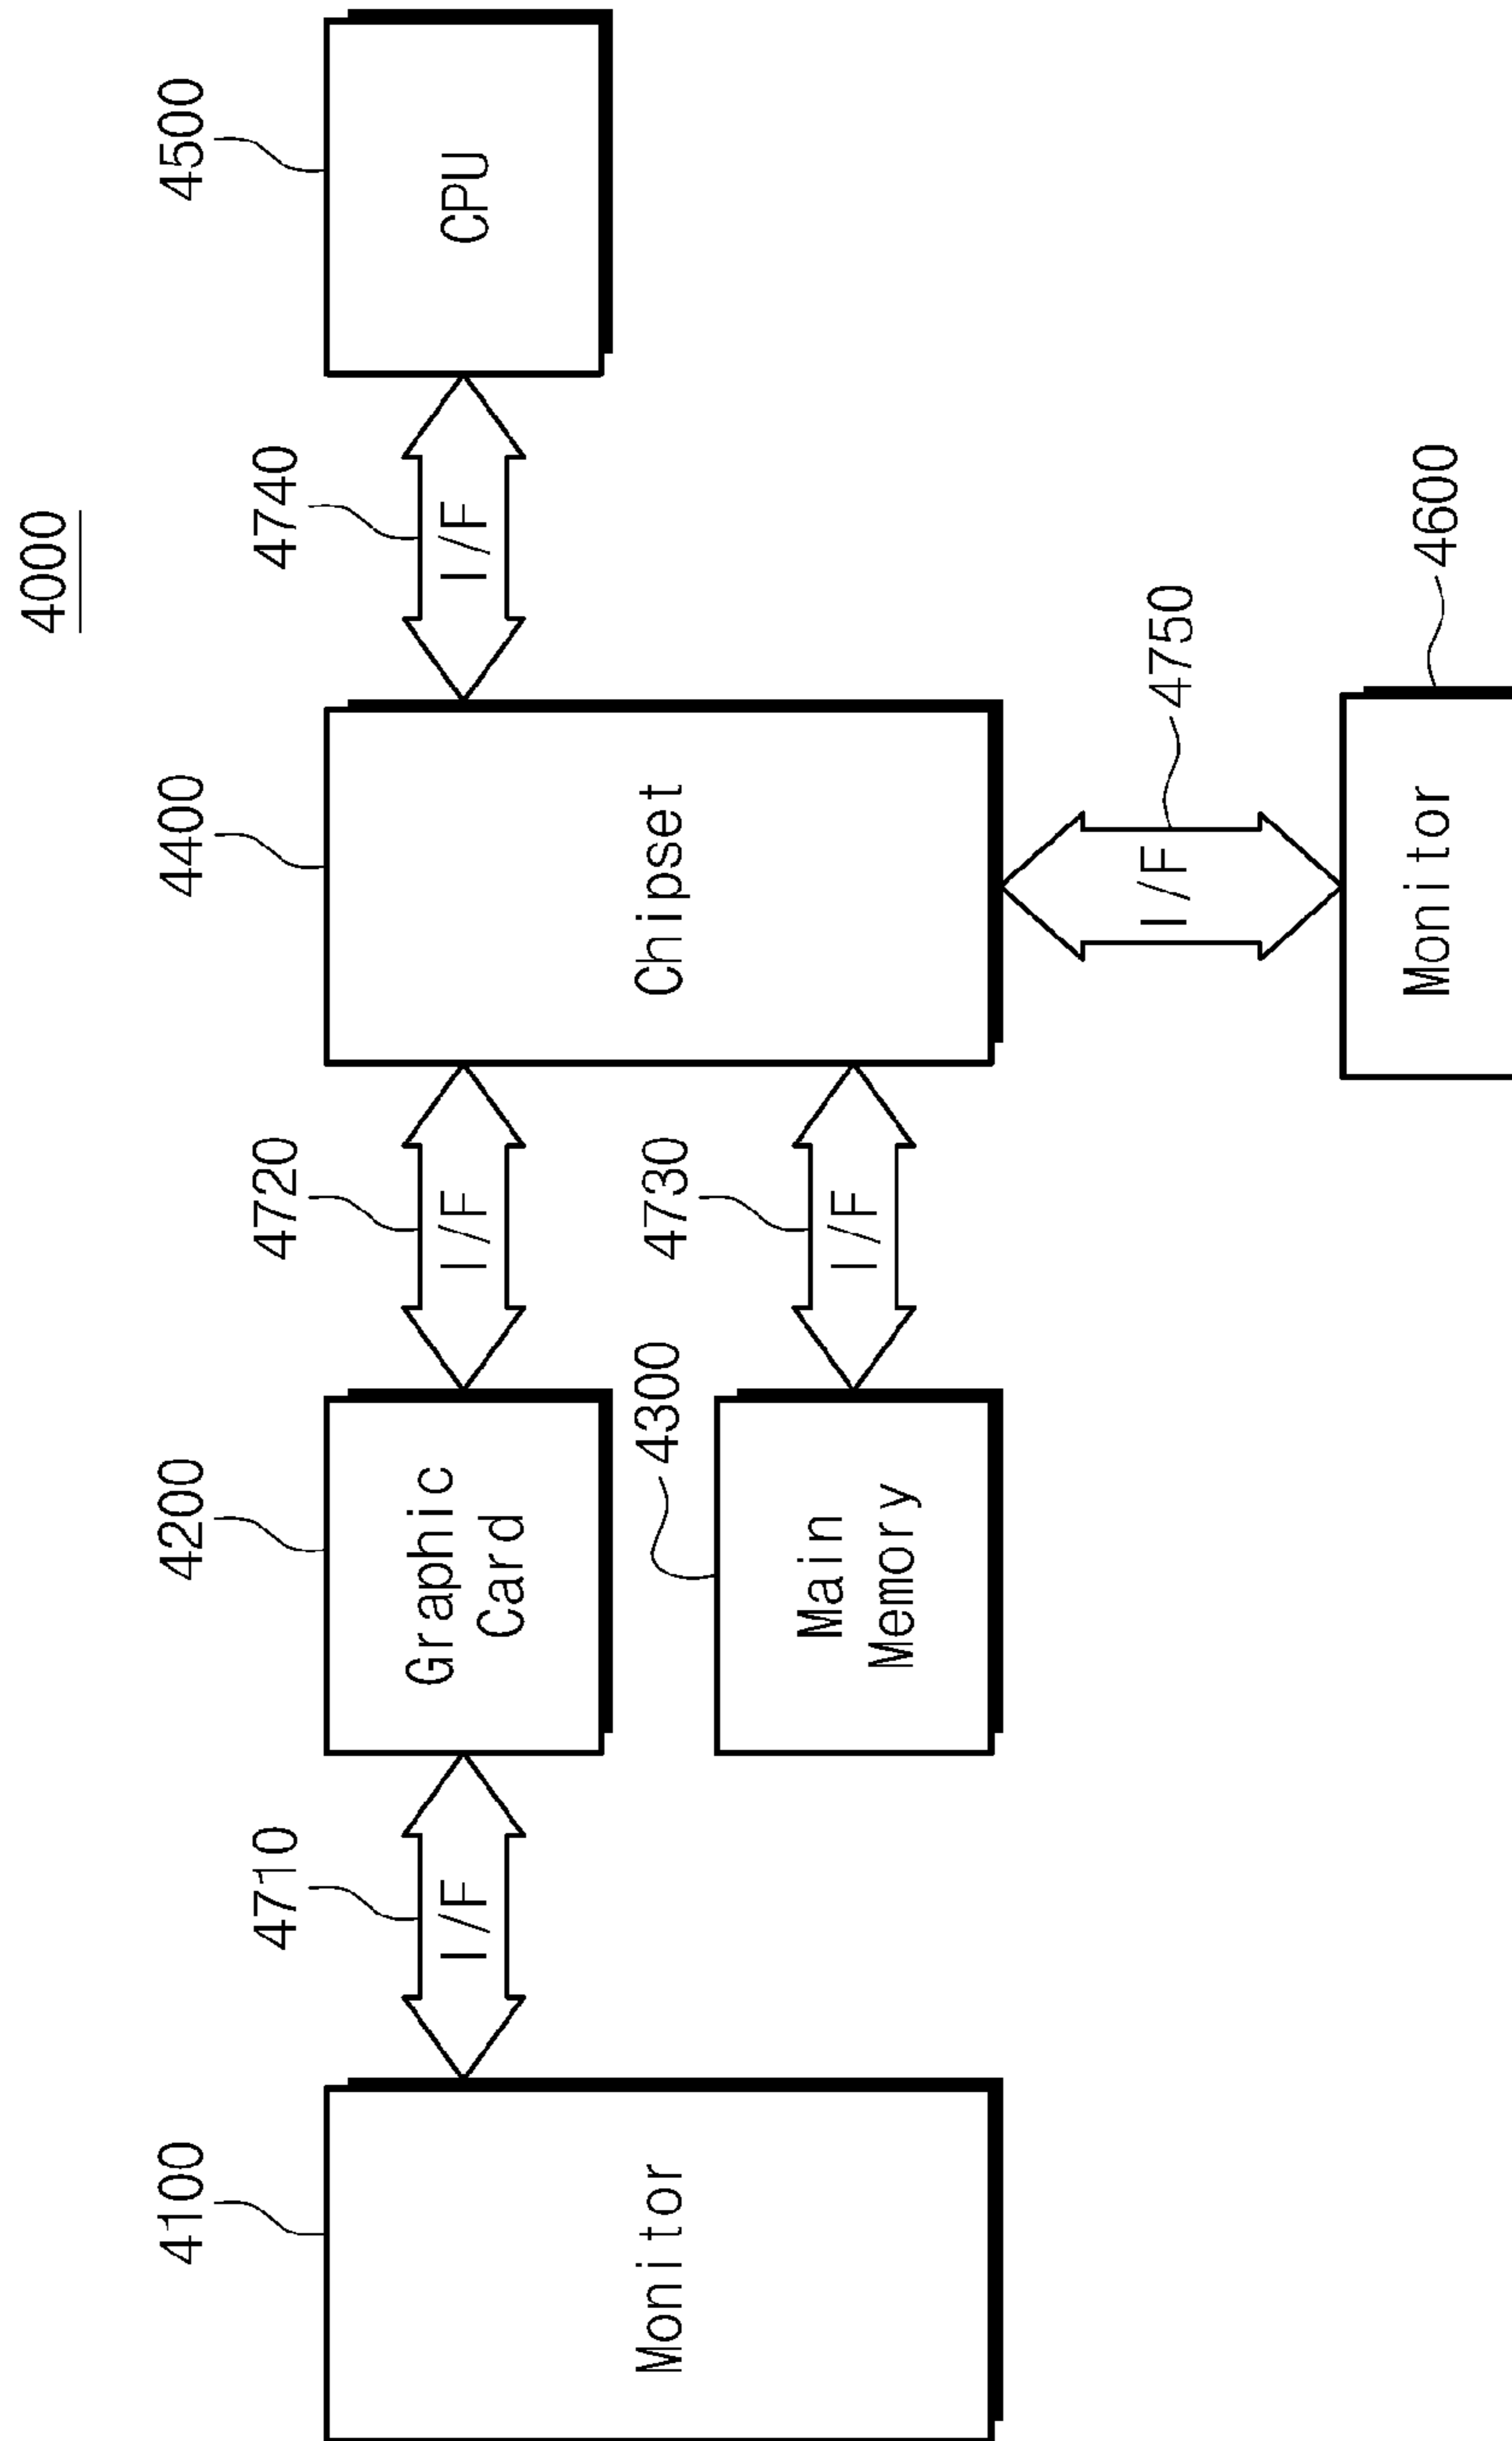 4000
4100
4200
4400
4500
4710
4720
4740
I/F
Graphic
Card
I/F
I/F
CPU
Monitor
4300
4730
Chipset
Main
Memory
I/F
I/F
4750
Monitor
4600